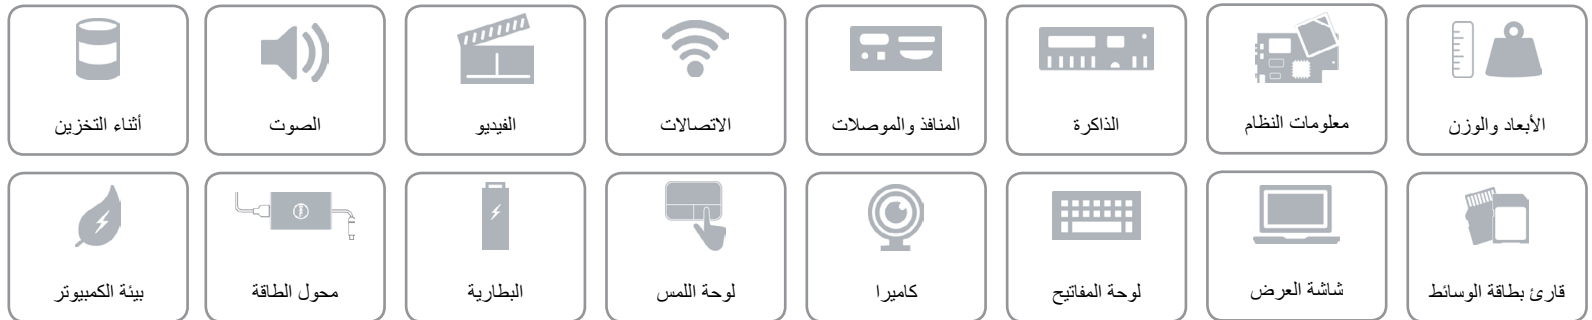 الأبعاد والوزن
معلومات النظام
الذاكرة
المنافذ والموصلات
الاتصالات
الفيديو
الصوت
أثناء التخزين
قارئ بطاقة الوسائط
شاشة العرض
لوحة المفاتيح
كاميرا
لوحة اللمس
البطارية
محول الطاقة
بيئة الكمبيوتر